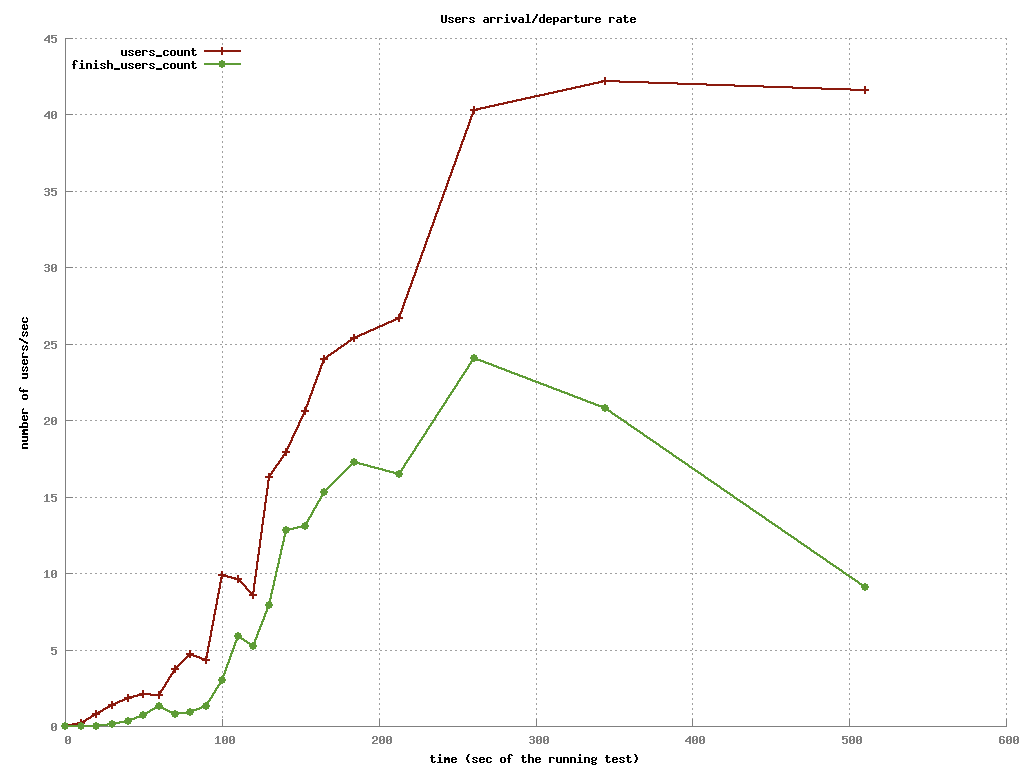 Users arrival/departure rate
users_count
finish_users_count
45
40
35
30
25
20
15
10
5
0
number of users/sec
0 100 200 300 400 500 600
time (sec of the running test)